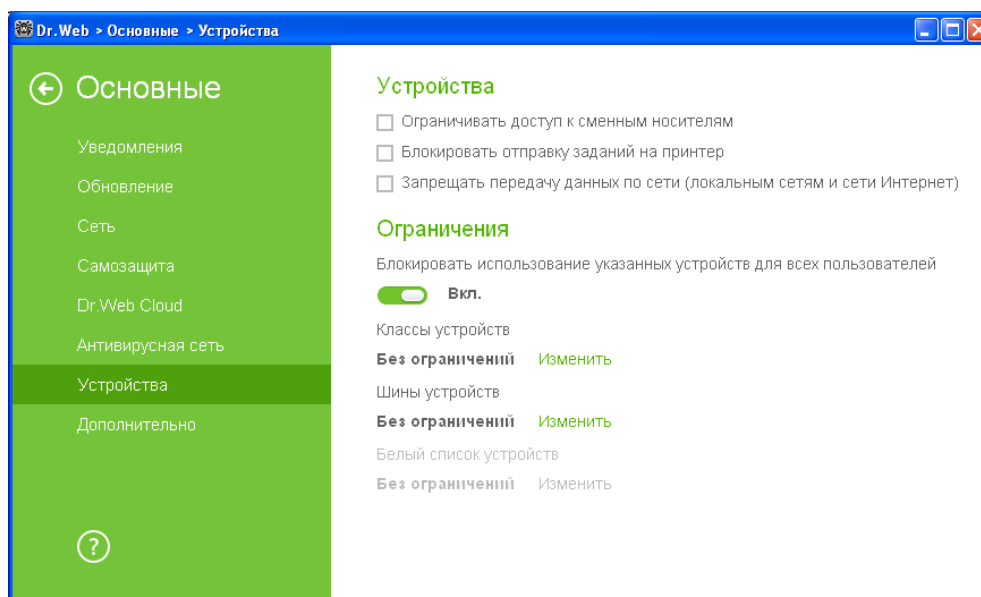 Dr.Web > Основные > Устройства
Основные
Уведомления
Обновление
Сеть
Самозащита
Dr.Web Cloud
Антивирусная сеть
Устройства
Дополнительно
?
Устройства
Ограничивать доступ к сменным носителям
Блокировать отправку заданий на принтер
Запрещать передачу данных по сети (локальным сетям и сети Интернет)
Ограничения
Блокировать использование указанных устройств для всех пользователей
Вкл.
Классы устройств
Без ограничений Изменить
Шины устройств
Без ограничений Изменить
Белый список устройств
Без ограничений Изменить